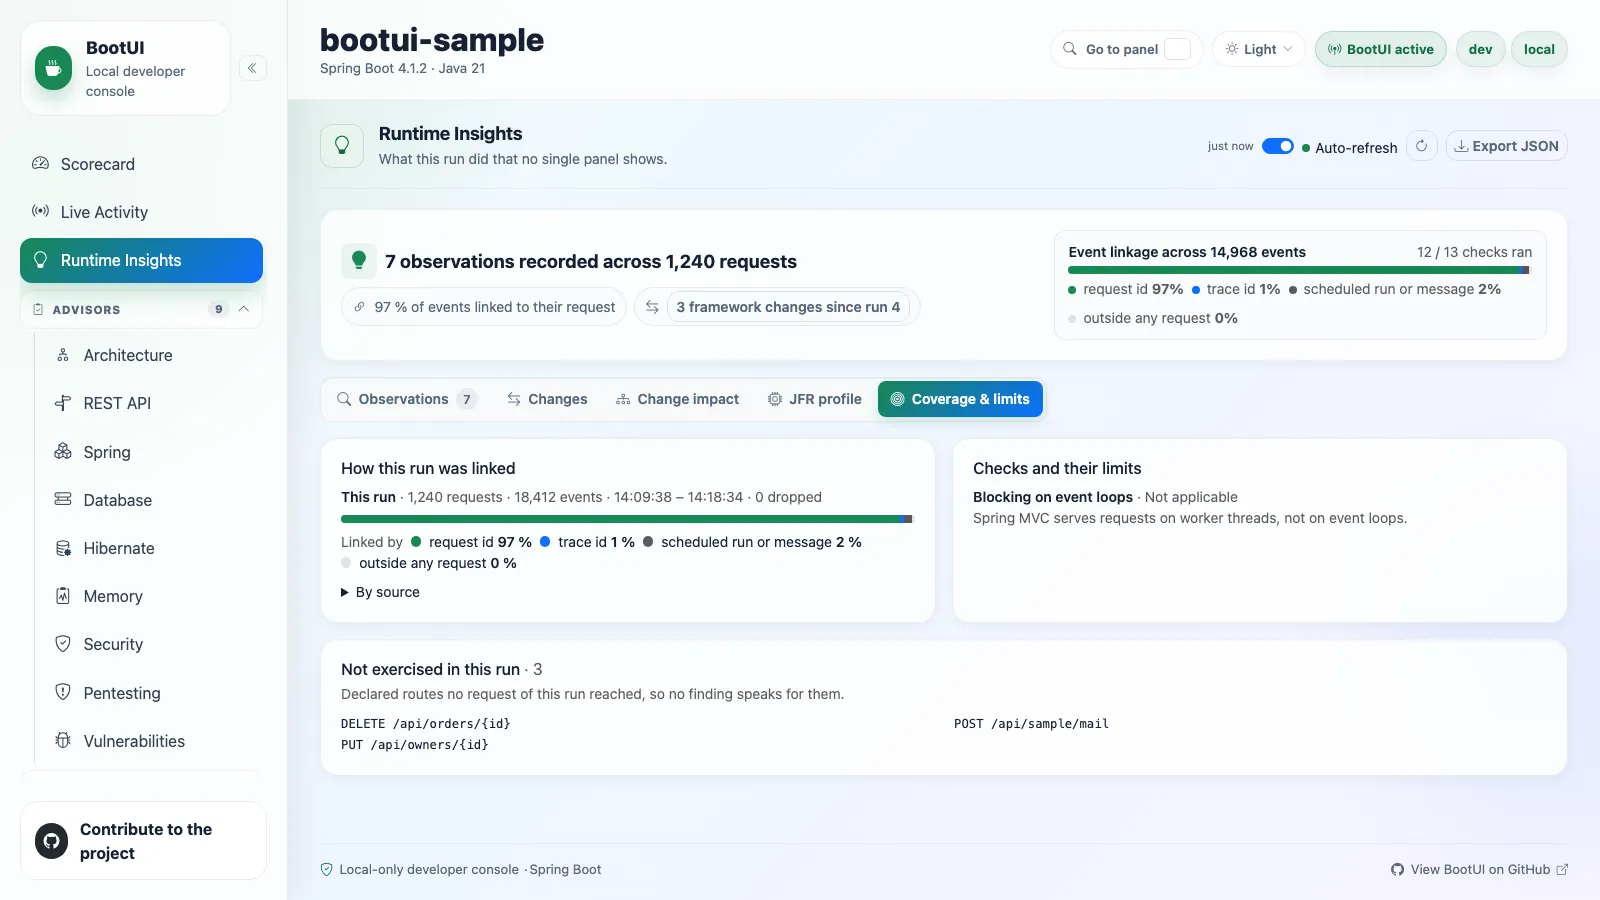 BootUI
Local developer
console
Scorecard
Live Activity
Runtime Insights
ADVISORS 9
Architecture
REST API
Spring
Database
Hibernate
Memory
Security
Pentesting
Vulnerabilities
Contribute to the
project
bootui-sample
Spring Boot 4.1.2 · Java 21
Go to panel
Light
BootUI active
dev
local
Runtime Insights
What this run did that no single panel shows.
just now
Auto-refresh
Export JSON
7 observations recorded across 1,240 requests
97 % of events linked to their request
3 framework changes since run 4
Event linkage across 14,968 events 12 / 13 checks ran
request id 97% trace id 1% scheduled run or message 2%
outside any request 0%
Observations 7
Changes
Change impact
JFR profile
Coverage & limits
How this run was linked
This run · 1,240 requests · 18,412 events · 14:09:38 – 14:18:34 · 0 dropped
Linked by request id 97 % trace id 1 % scheduled run or message 2 %
outside any request 0 %
By source
Checks and their limits
Blocking on event loops · Not applicable
Spring MVC serves requests on worker threads, not on event loops.
Not exercised in this run · 3
Declared routes no request of this run reached, so no finding speaks for them.
DELETE /api/orders/{id}
POST /api/sample/mail
PUT /api/owners/{id}
Local-only developer console · Spring Boot
View BootUI on GitHub